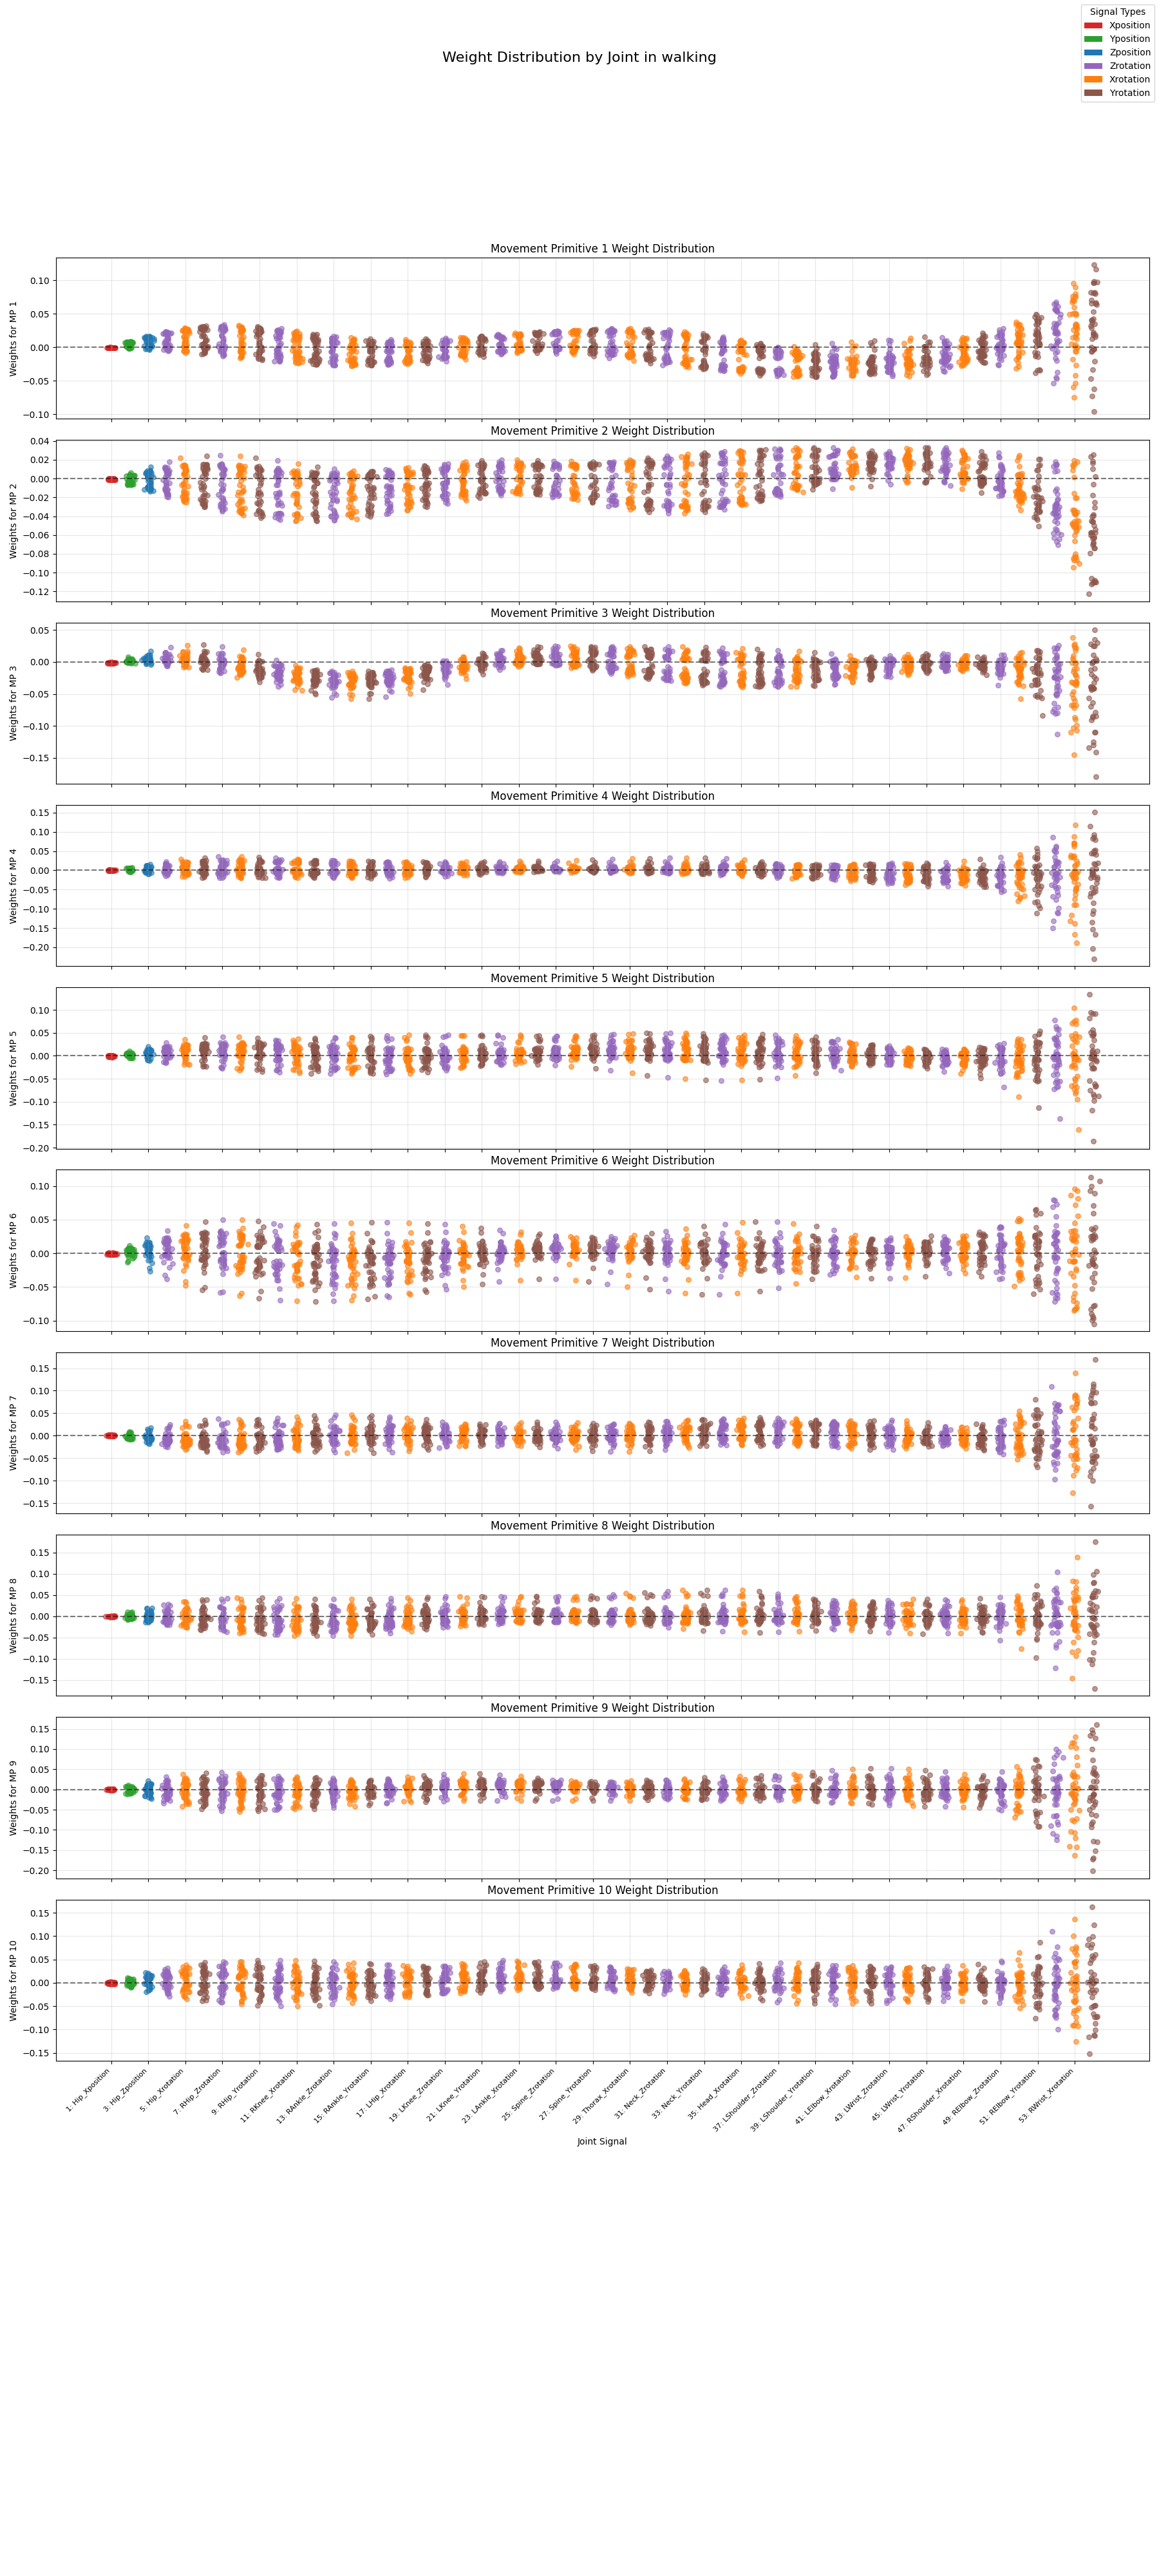 Signal Types
Xposition
Yposition
Zposition
Zrotation
Xrotation
Yrotation
Weight Distribution by Joint in walking
Movement Primitive 1 Weight Distribution
Weights for MP 1
0.10
0.05
0.00
−0.05
−0.10
Movement Primitive 2 Weight Distribution
Weights for MP 2
0.04
0.02
0.00
−0.02
−0.04
−0.06
−0.08
−0.10
−0.12
Movement Primitive 3 Weight Distribution
Weights for MP 3
0.05
0.00
−0.05
−0.10
−0.15
Movement Primitive 4 Weight Distribution
Weights for MP 4
0.15
0.10
0.05
0.00
−0.05
−0.10
−0.15
−0.20
Movement Primitive 5 Weight Distribution
Weights for MP 5
0.10
0.05
0.00
−0.05
−0.10
−0.15
−0.20
Movement Primitive 6 Weight Distribution
Weights for MP 6
0.10
0.05
0.00
−0.05
−0.10
Movement Primitive 7 Weight Distribution
Weights for MP 7
0.15
0.10
0.05
0.00
−0.05
−0.10
−0.15
Movement Primitive 8 Weight Distribution
Weights for MP 8
0.15
0.10
0.05
0.00
−0.05
−0.10
−0.15
Movement Primitive 9 Weight Distribution
Weights for MP 9
0.15
0.10
0.05
0.00
−0.05
−0.10
−0.15
−0.20
Movement Primitive 10 Weight Distribution
Weights for MP 10
0.15
0.10
0.05
0.00
−0.05
−0.10
−0.15
1: Hip_Xposition
3: Hip_Zposition
5: Hip_Xrotation
7: RHip_Zrotation
9: RHip_Yrotation
11: RKnee_Xrotation
13: RAnkle_Zrotation
15: RAnkle_Yrotation
17: LHip_Xrotation
19: LKnee_Zrotation
21: LKnee_Yrotation
23: LAnkle_Xrotation
25: Spine_Zrotation
27: Spine_Yrotation
29: Thorax_Xrotation
31: Neck_Zrotation
33: Neck_Yrotation
35: Head_Xrotation
37: LShoulder_Zrotation
39: LShoulder_Yrotation
41: LElbow_Xrotation
43: LWrist_Zrotation
45: LWrist_Yrotation
47: RShoulder_Xrotation
49: RElbow_Zrotation
51: RElbow_Yrotation
53: RWrist_Xrotation
Joint Signal